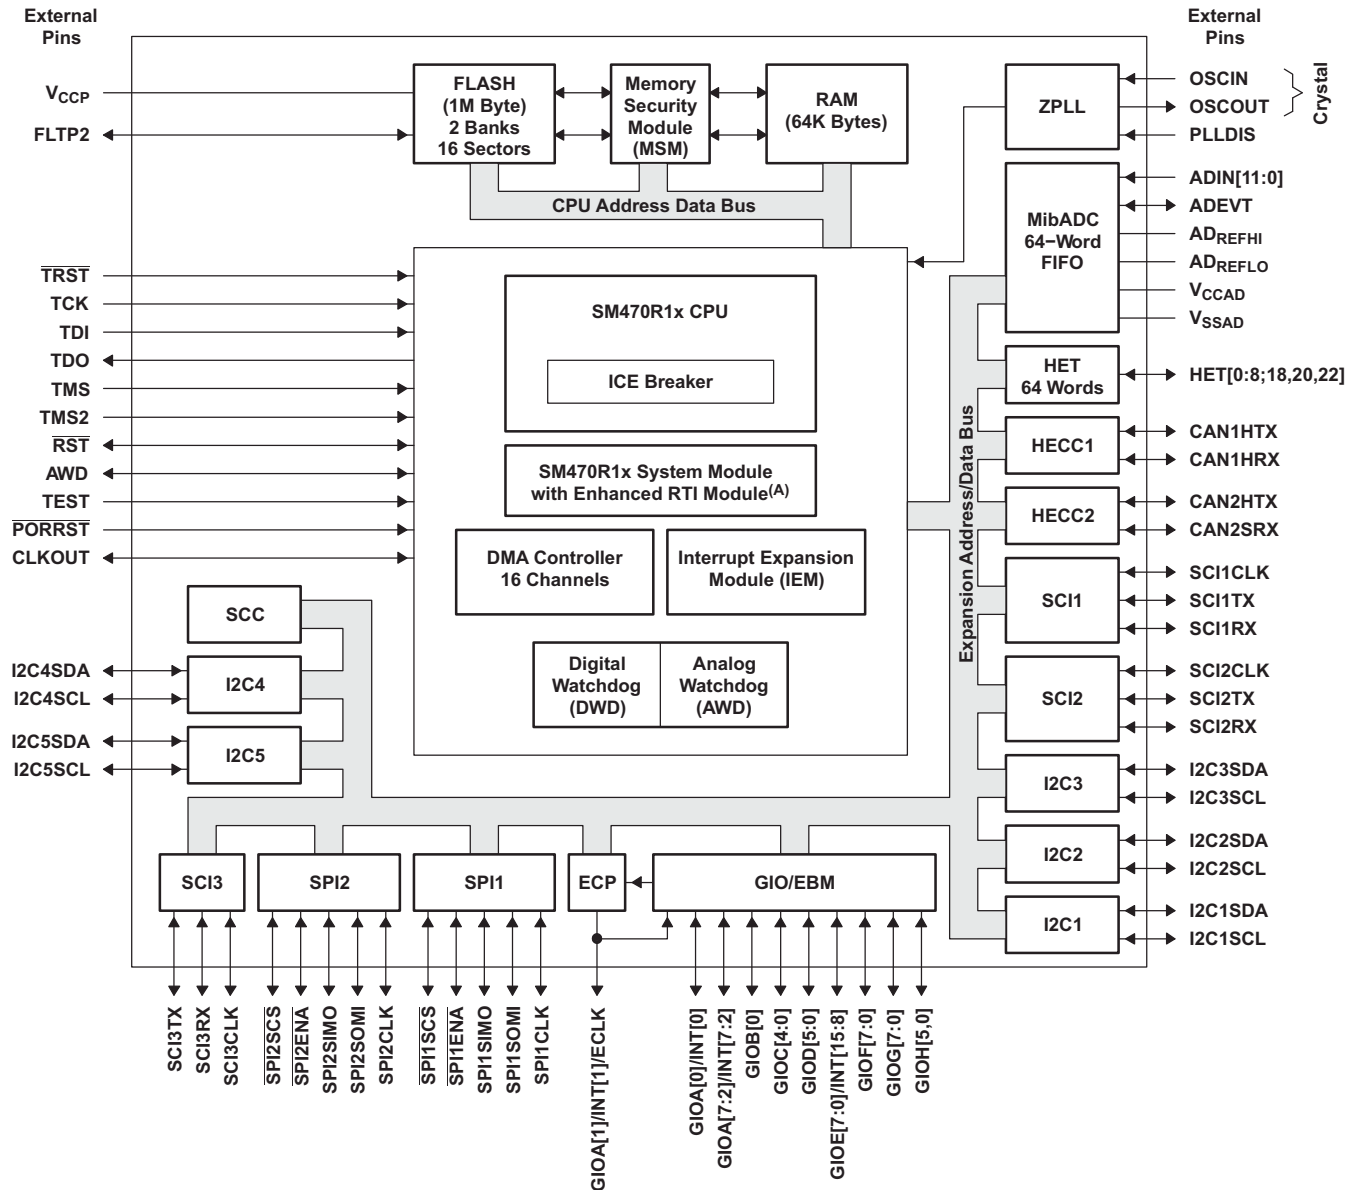 External
Pins
External
Pins
VCCP
FLTP2
FLASH
(1M Byte)
2 Banks
16 Sectors
Memory
Security
Module
(MSM)
RAM
(64K Bytes)
ZPLL
OSCIN
OSCOUT
PLLDIS
Crystal
CPU Address Data Bus
MibADC
64−Word
FIFO
ADIN[11:0]
ADEVT
ADREFHI
ADREFLO
VCCAD
VSSAD
TRST
TCK
TDI
TDO
TMS
TMS2
RST
AWD
TEST
PORRST
CLKOUT
SM470R1x CPU
ICE Breaker
SM470R1x System Module
with Enhanced RTI Module(A)
DMA Controller
16 Channels
Interrupt Expansion
Module (IEM)
Digital
Watchdog
(DWD)
Analog
Watchdog
(AWD)
Expansion Address/Data Bus
HET
64 Words
HET[0:8;18,20,22]
HECC1
CAN1HTX
CAN1HRX
HECC2
CAN2HTX
CAN2SRX
SCI1
SCI1CLK
SCI1TX
SCI1RX
SCI2
SCI2CLK
SCI2TX
SCI2RX
I2C3
I2C3SDA
I2C3SCL
I2C2
I2C2SDA
I2C2SCL
I2C1
I2C1SDA
I2C1SCL
SCC
I2C4SDA
I2C4SCL
I2C4
I2C5SDA
I2C5SCL
I2C5
SCI3
SPI2
SPI1
ECP
GIO/EBM
SCI3TX
SCI3RX
SCI3CLK
SPI2SCS
SPI2ENA
SPI2SIMO
SPI2SOMI
SPI2CLK
SPI1SCS
SPI1ENA
SPI1SIMO
SPI1SOMI
SPI1CLK
GIOA[1]/INT[1]/ECLK
GIOA[0]/INT[0]
GIOA[7:2]/INT[7:2]
GIOB[0]
GIOC[4:0]
GIOD[5:0]
GIOE[7:0]/INT[15:8]
GIOF[7:0]
GIOG[7:0]
GIOH[5,0]